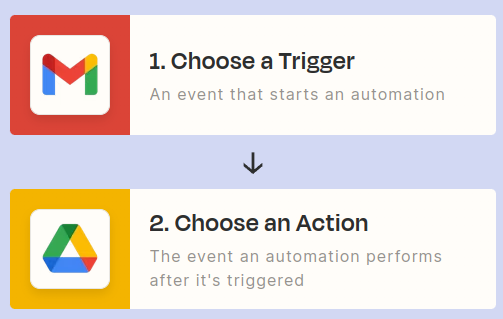 1. Choose a Trigger
An event that starts an automation
2. Choose an Action
The event an automation performs
after it's triggered